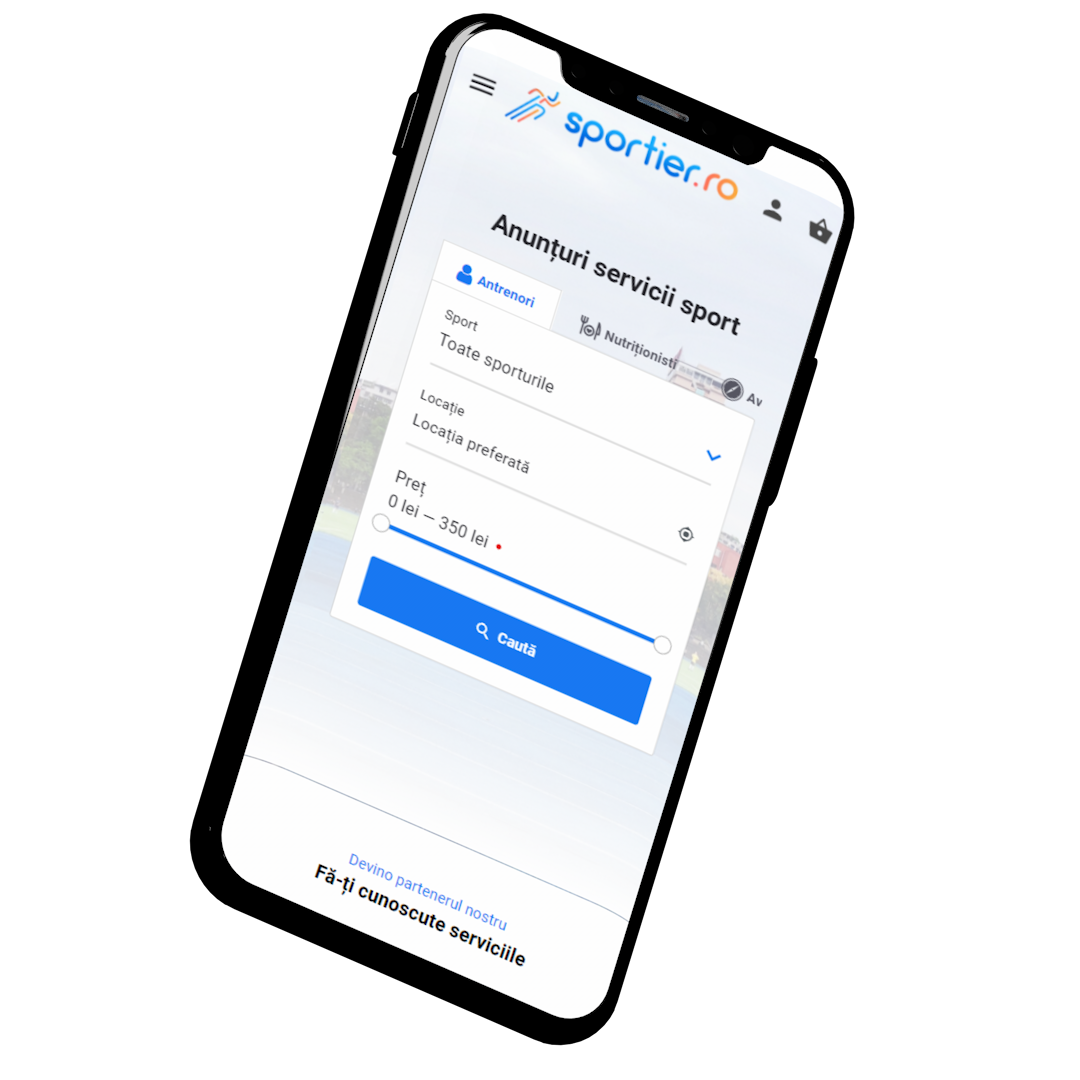 sportier.ro
Anunțuri servicii sport
Antrenori
Nutriționisti
Av
Sport
Toate sporturile
Locație
Locația preferată
Preț
0 lei – 350 lei
Caută
Devino partenerul nostru
Fă-ți cunoscute serviciile